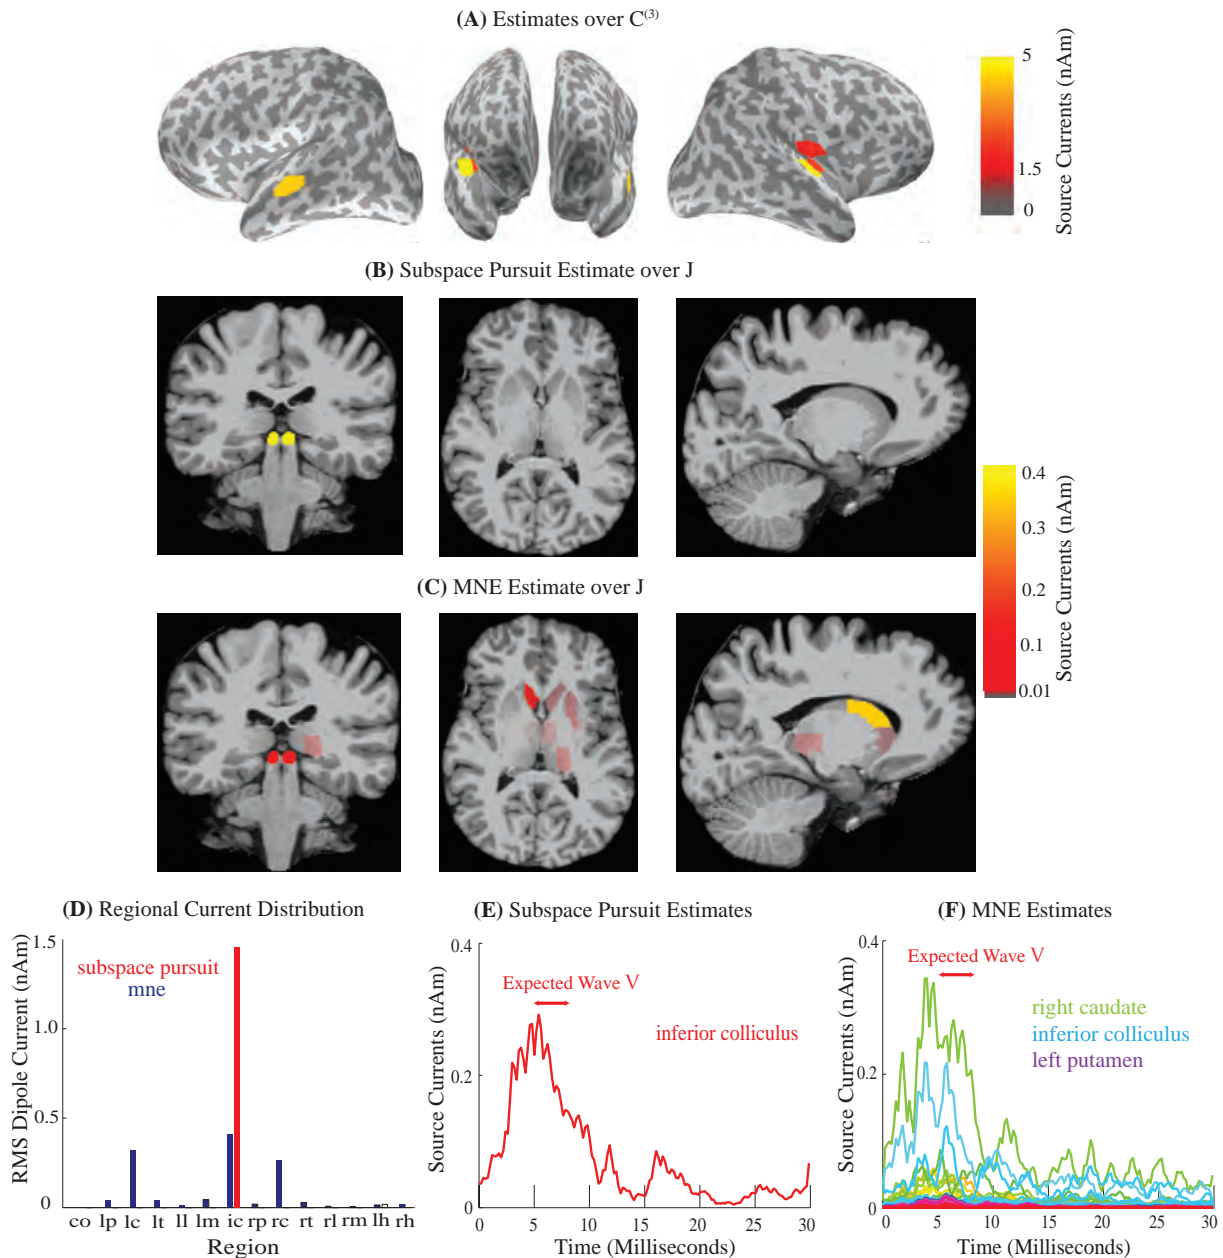 (A) Estimates over C(3)
5
1.5
0
Source Currents (nAm)
(B) Subspace Pursuit Estimate over J
(C) MNE Estimate over J
0.4
0.3
0.2
0.1
0.01
Source Currents (nAm)
(D) Regional Current Distribution
1.5
1.0
0.5
0
RMS Dipole Current (nAm)
subspace pursuit
mne
co lp lc lt ll lm ic rp rc rt rl rm lh rh
Region
(E) Subspace Pursuit Estimates
0.4
0.2
0
Source Currents (nAm)
Expected Wave V
inferior colliculus
0 5 10 15 20 25 30
Time (Milliseconds)
(F) MNE Estimates
0.4
0.2
0
Source Currents (nAm)
Expected Wave V
right caudate
inferior colliculus
left putamen
0 5 10 15 20 25 30
Time (Milliseconds)